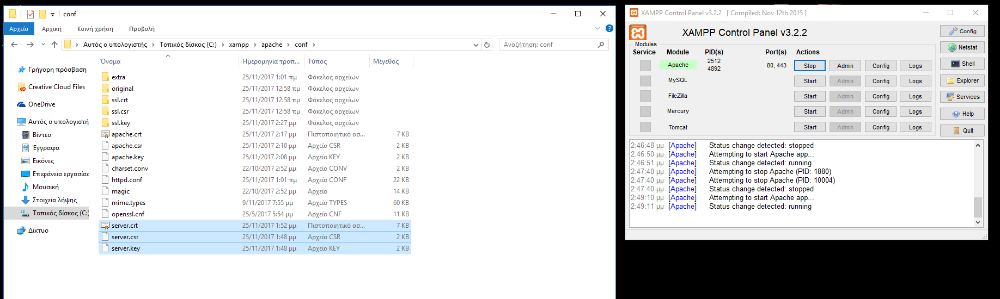 conf
Αρχείο Αρχική Κοινή χρήση Προβολή
Αυτός ο υπολογιστής > Τοπικός δίσκος (C:) > xampp > apache > conf >
Αναζήτηση: conf
Όνομα Ημερομηνία τροπ... Τύπος Μέγεθος
Γρήγορη πρόσβαση
Creative Cloud Files
OneDrive
Αυτός ο υπολογιστή
Βίντεο
Έγγραφα
Εικόνες
Επιφάνεια εργασίας
Μουσική
Στοιχεία λήψης
Τοπικός δίσκος (C:)
Δίκτυο
extra 25/11/2017 1:01 πμ Φάκελος αρχείων
original 25/11/2017 12:58 πμ Φάκελος αρχείων
ssl.crt 25/11/2017 12:58 πμ Φάκελος αρχείων
ssl.csr 25/11/2017 12:58 πμ Φάκελος αρχείων
ssl.key 25/11/2017 2:27 μμ Φάκελος αρχείων
apache.crt 25/11/2017 2:17 μμ Πιστοποιητικό ασ... 7 KB
apache.csr 25/11/2017 2:10 μμ Αρχείο CSR 2 KB
apache.key 25/11/2017 2:08 μμ Αρχείο KEY 2 KB
charset.conv 22/10/2017 2:52 μμ Αρχείο CONV 2 KB
httpd.conf 25/11/2017 1:01 πμ Αρχείο CONF 22 KB
magic 22/10/2017 2:52 μμ Αρχείο 14 KB
mime.types 9/11/2017 7:55 μμ Αρχείο TYPES 60 KB
openssl.cnf 25/5/2017 5:54 μμ Αρχείο CNF 11 KB
server.crt 25/11/2017 1:52 μμ Πιστοποιητικό ασ... 7 KB
server.csr 25/11/2017 1:48 μμ Αρχείο CSR 2 KB
server.key 25/11/2017 1:48 μμ Αρχείο KEY 2 KB
XAMPP Control Panel v3.2.2 [ Compiled: Nov 12th 2015 ]
XAMPP Control Panel v3.2.2
Modules
Service Module PID(s) Port(s) Actions
Apache 2512 4892 80, 443 Stop Admin Config Logs
MySQL Start Admin Config Logs
FileZilla Start Admin Config Logs
Mercury Start Admin Config Logs
Tomcat Start Admin Config Logs
Config
Netstat
Shell
Explorer
Services
Help
Quit
2:46:48 μμ [Apache] Status change detected: stopped
2:46:50 μμ [Apache] Attempting to start Apache app...
2:46:51 μμ [Apache] Status change detected: running
2:47:40 μμ [Apache] Attempting to stop Apache (PID: 1880)
2:47:40 μμ [Apache] Attempting to stop Apache (PID: 10004)
2:47:40 μμ [Apache] Status change detected: stopped
2:49:10 μμ [Apache] Attempting to start Apache app...
2:49:11 μμ [Apache] Status change detected: running